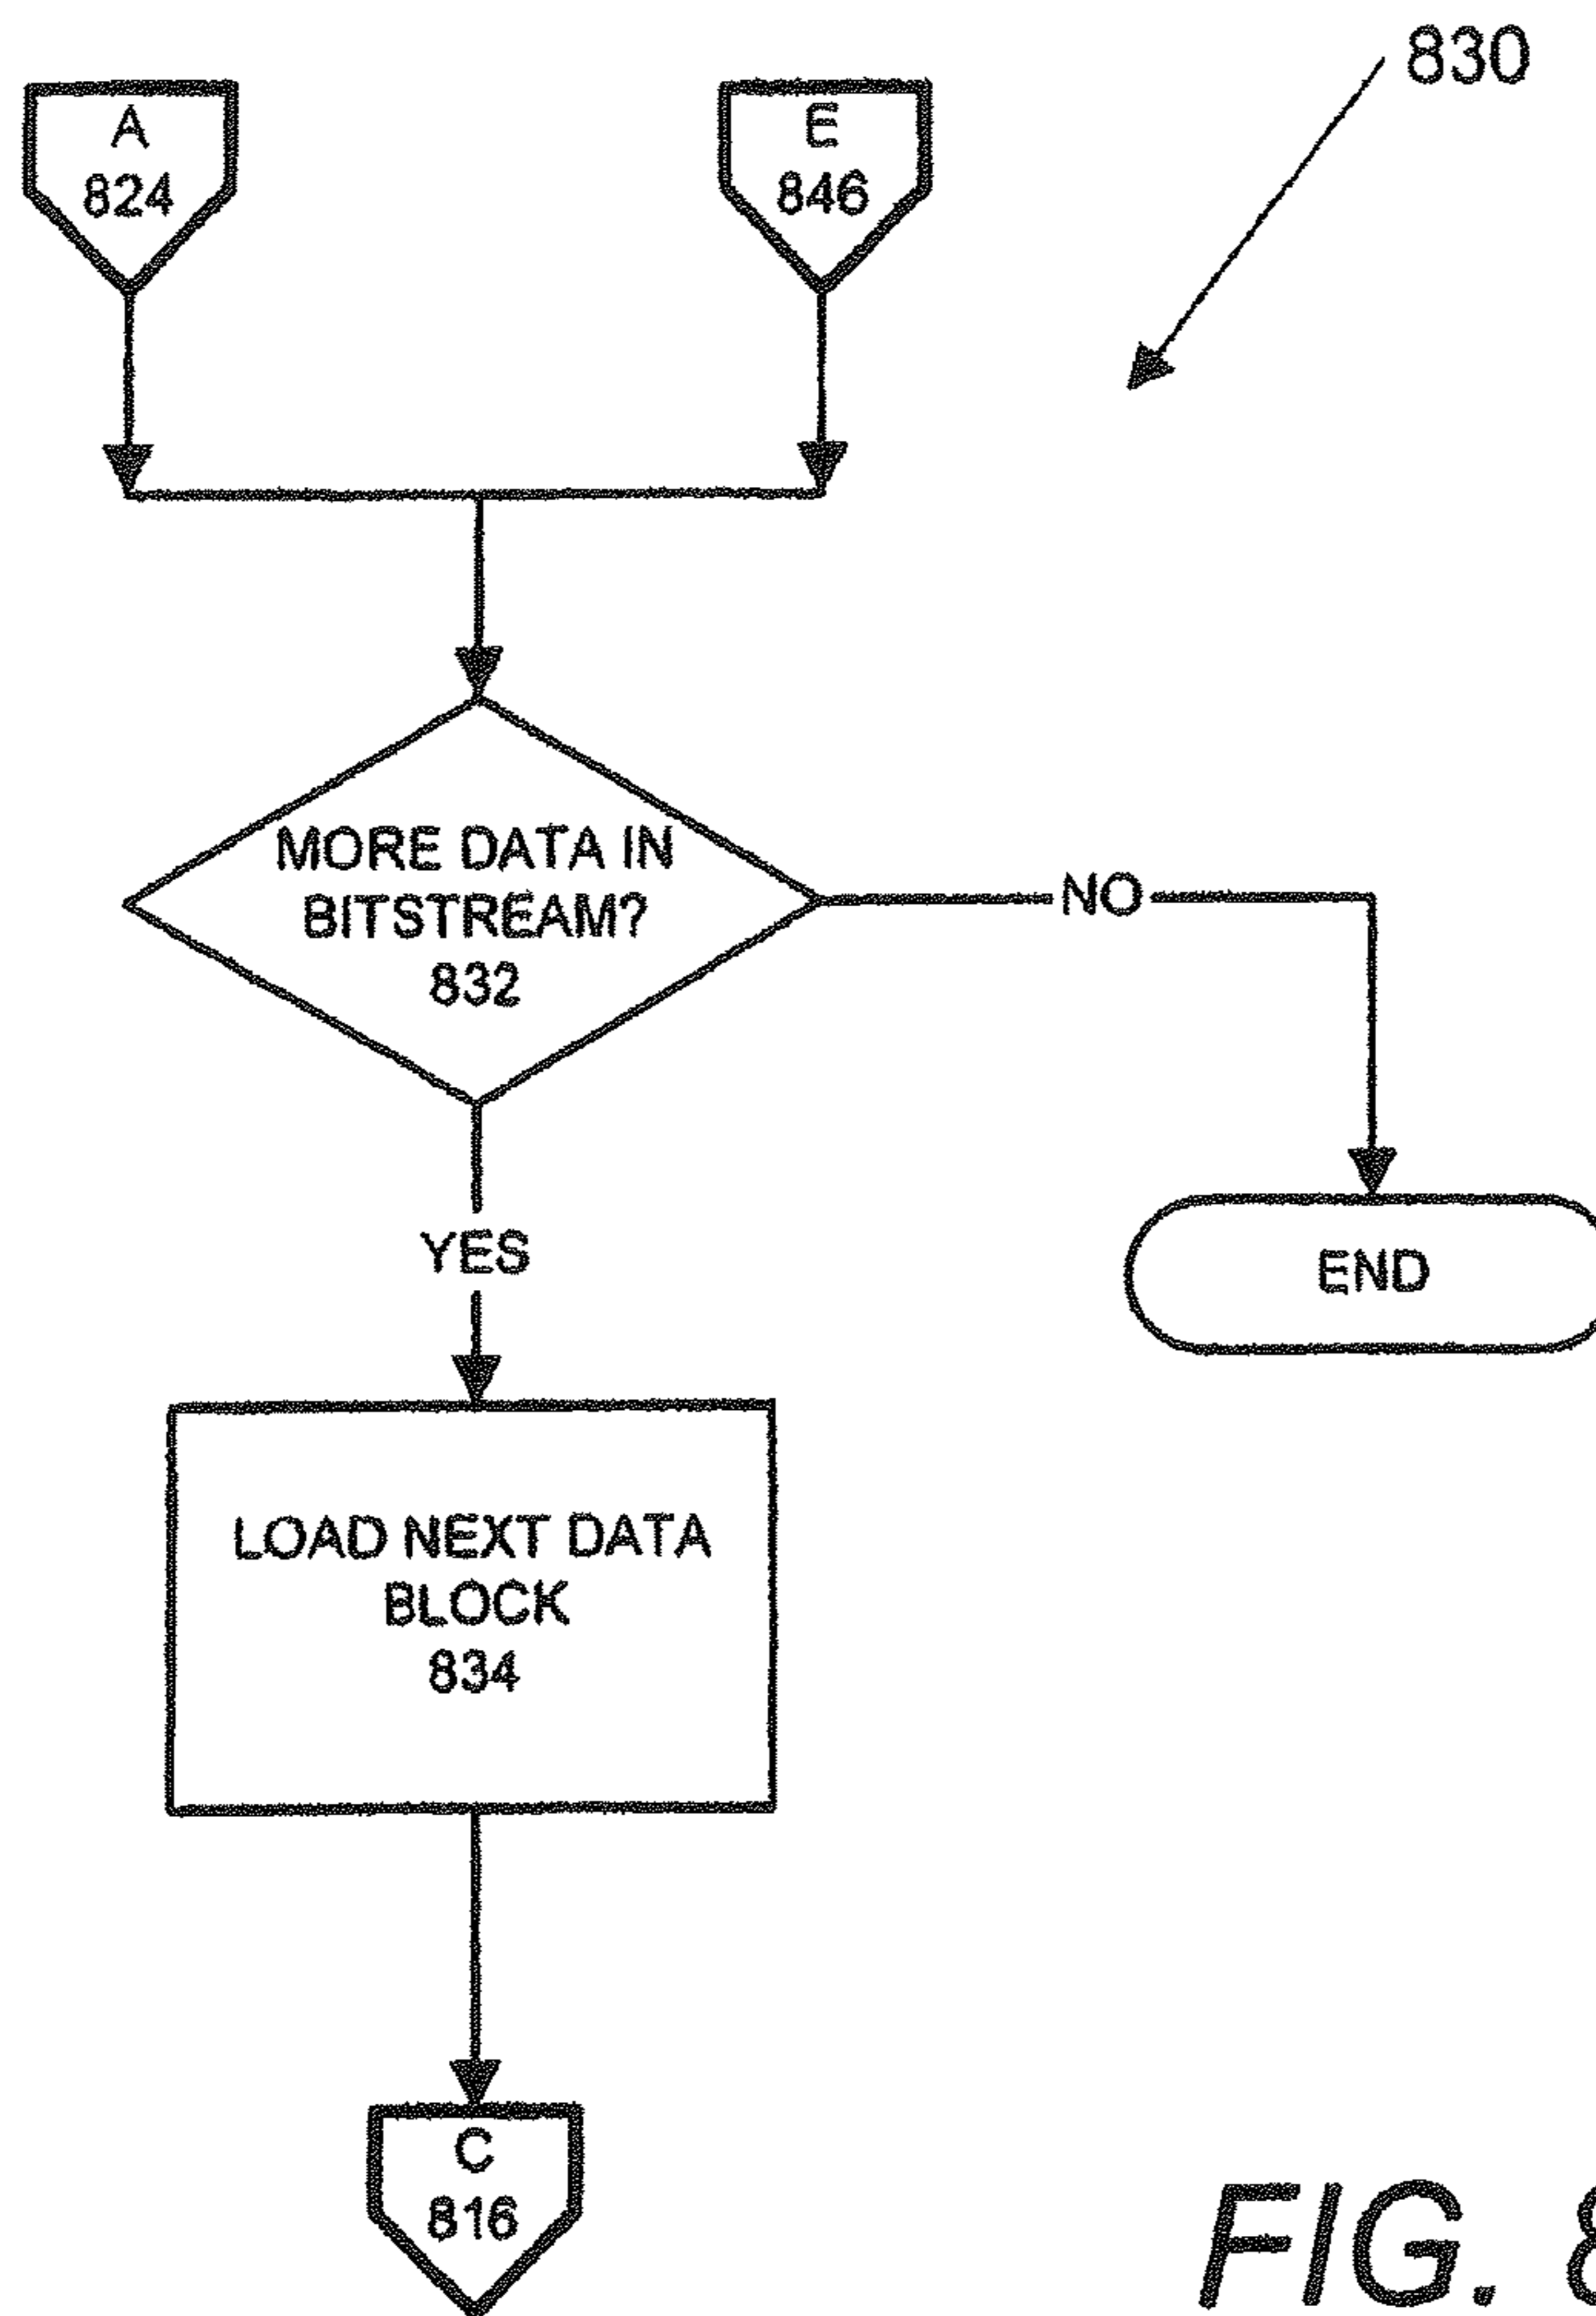 830
A
824
E
846
MORE DATA IN
BITSTREAM?
832
NO
YES
END
LOAD NEXT DATA
BLOCK
834
C
816
FIG.